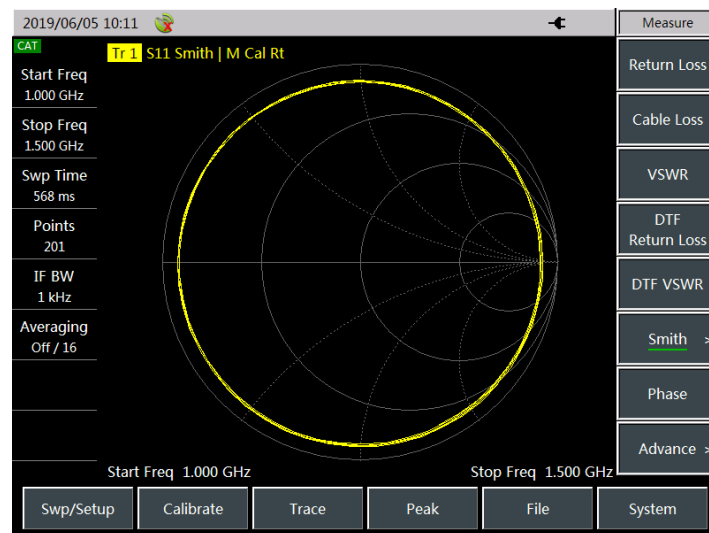 2019/06/05 10:11
Measure
CAT
Tr 1 S11 Smith | M Cal Rt
Start Freq
1.000 GHz
Stop Freq
1.500 GHz
Swp Time
568 ms
Points
201
IF BW
1 kHz
Averaging
Off / 16
Return Loss
Cable Loss
VSWR
DTF
Return Loss
DTF VSWR
Smith >
Phase
Advance >
Start Freq 1.000 GHz
Stop Freq 1.500 GHz
Swp/Setup
Calibrate
Trace
Peak
File
System